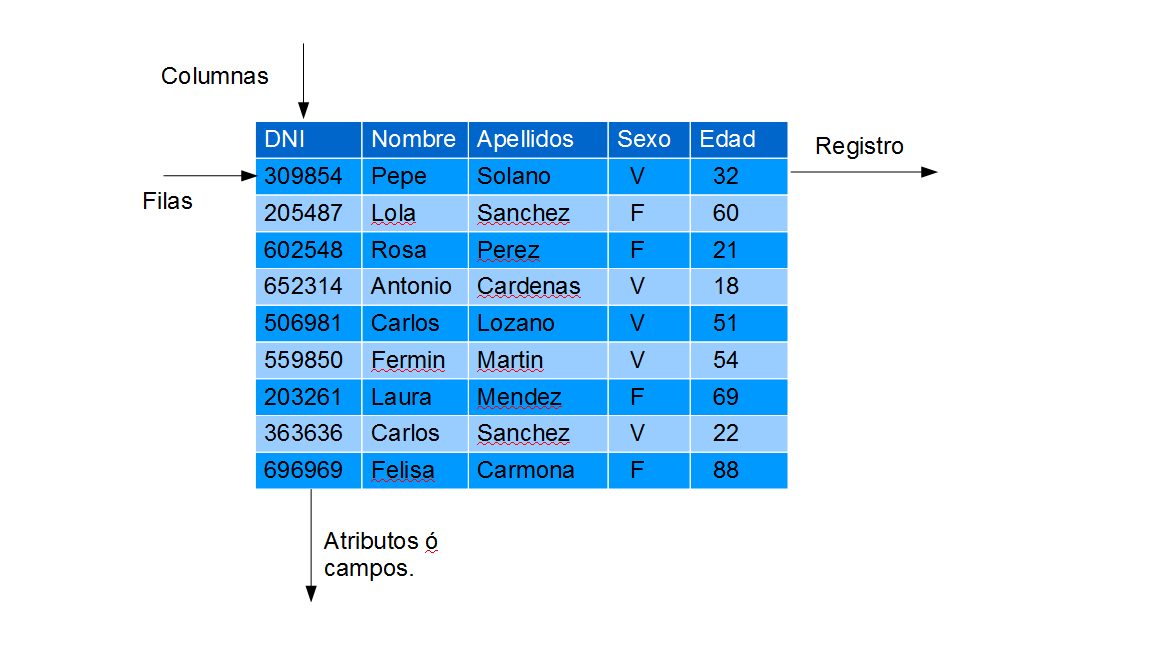 Columnas
DNI Nombre Apellidos Sexo Edad
Registro
309854 Pepe Solano V 32
Filas
205487 Lola Sanchez F 60
602548 Rosa Perez F 21
652314 Antonio Cardenas V 18
506981 Carlos Lozano V 51
559850 Fermin Martin V 54
203261 Laura Mendez F 69
363636 Carlos Sanchez V 22
696969 Felisa Carmona F 88
Atributos ó
campos.